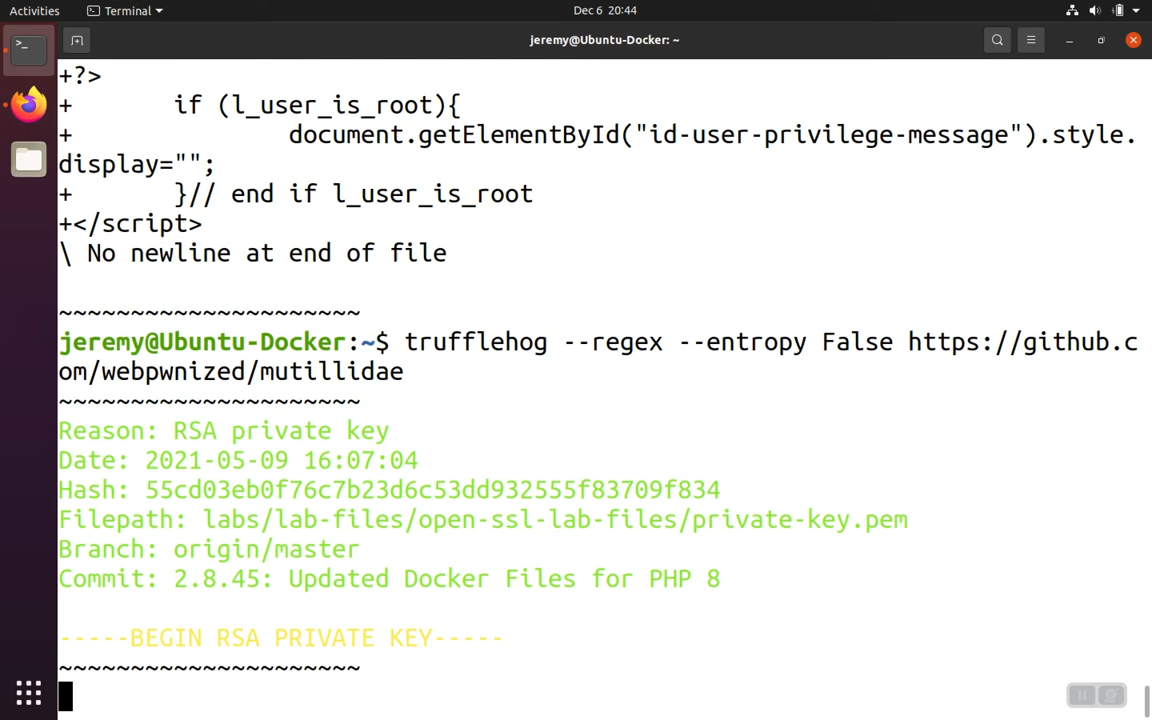 Activities
Terminal
Dec 6 20:44
jeremy@Ubuntu-Docker: ~
+?>
+       if (l_user_is_root){
+               document.getElementById("id-user-privilege-message").style.
display="";
+       }// end if l_user_is_root
+</script>
\ No newline at end of file
~~~~~~~~~~~~~~~~~~~~~
jeremy@Ubuntu-Docker:~$ trufflehog --regex --entropy False https://github.c
om/webpwnized/mutillidae
~~~~~~~~~~~~~~~~~~~~~
Reason: RSA private key
Date: 2021-05-09 16:07:04
Hash: 55cd03eb0f76c7b23d6c53dd932555f83709f834
Filepath: labs/lab-files/open-ssl-lab-files/private-key.pem
Branch: origin/master
Commit: 2.8.45: Updated Docker Files for PHP 8
-----BEGIN RSA PRIVATE KEY-----
~~~~~~~~~~~~~~~~~~~~~